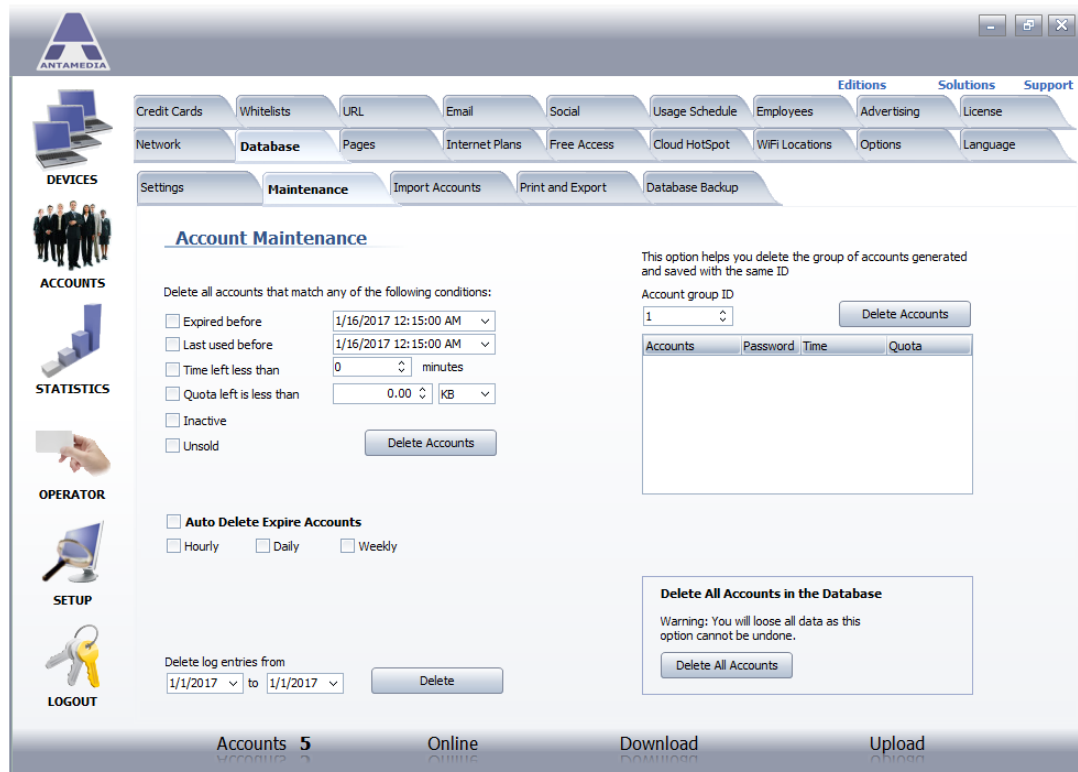 ANTAMEDIA
Editions Solutions Support
Credit Cards Whitelists URL Email Social Usage Schedule Employees Advertising License
Network Database Pages Internet Plans Free Access Cloud HotSpot WiFi Locations Options Language
Settings Maintenance Import Accounts Print and Export Database Backup
DEVICES
ACCOUNTS
STATISTICS
OPERATOR
SETUP
LOGOUT
Account Maintenance
Delete all accounts that match any of the following conditions:
Expired before 1/16/2017 12:15:00 AM
Last used before 1/16/2017 12:15:00 AM
Time left less than 0 minutes
Quota left is less than 0.00 KB
Inactive
Unsold Delete Accounts
Auto Delete Expire Accounts
Hourly Daily Weekly
Delete log entries from
1/1/2017 to 1/1/2017 Delete
This option helps you delete the group of accounts generated
and saved with the same ID
Account group ID
1 Delete Accounts
Accounts Password Time Quota
Delete All Accounts in the Database
Warning: You will loose all data as this
option cannot be undone.
Delete All Accounts
Accounts 5 Online Download Upload